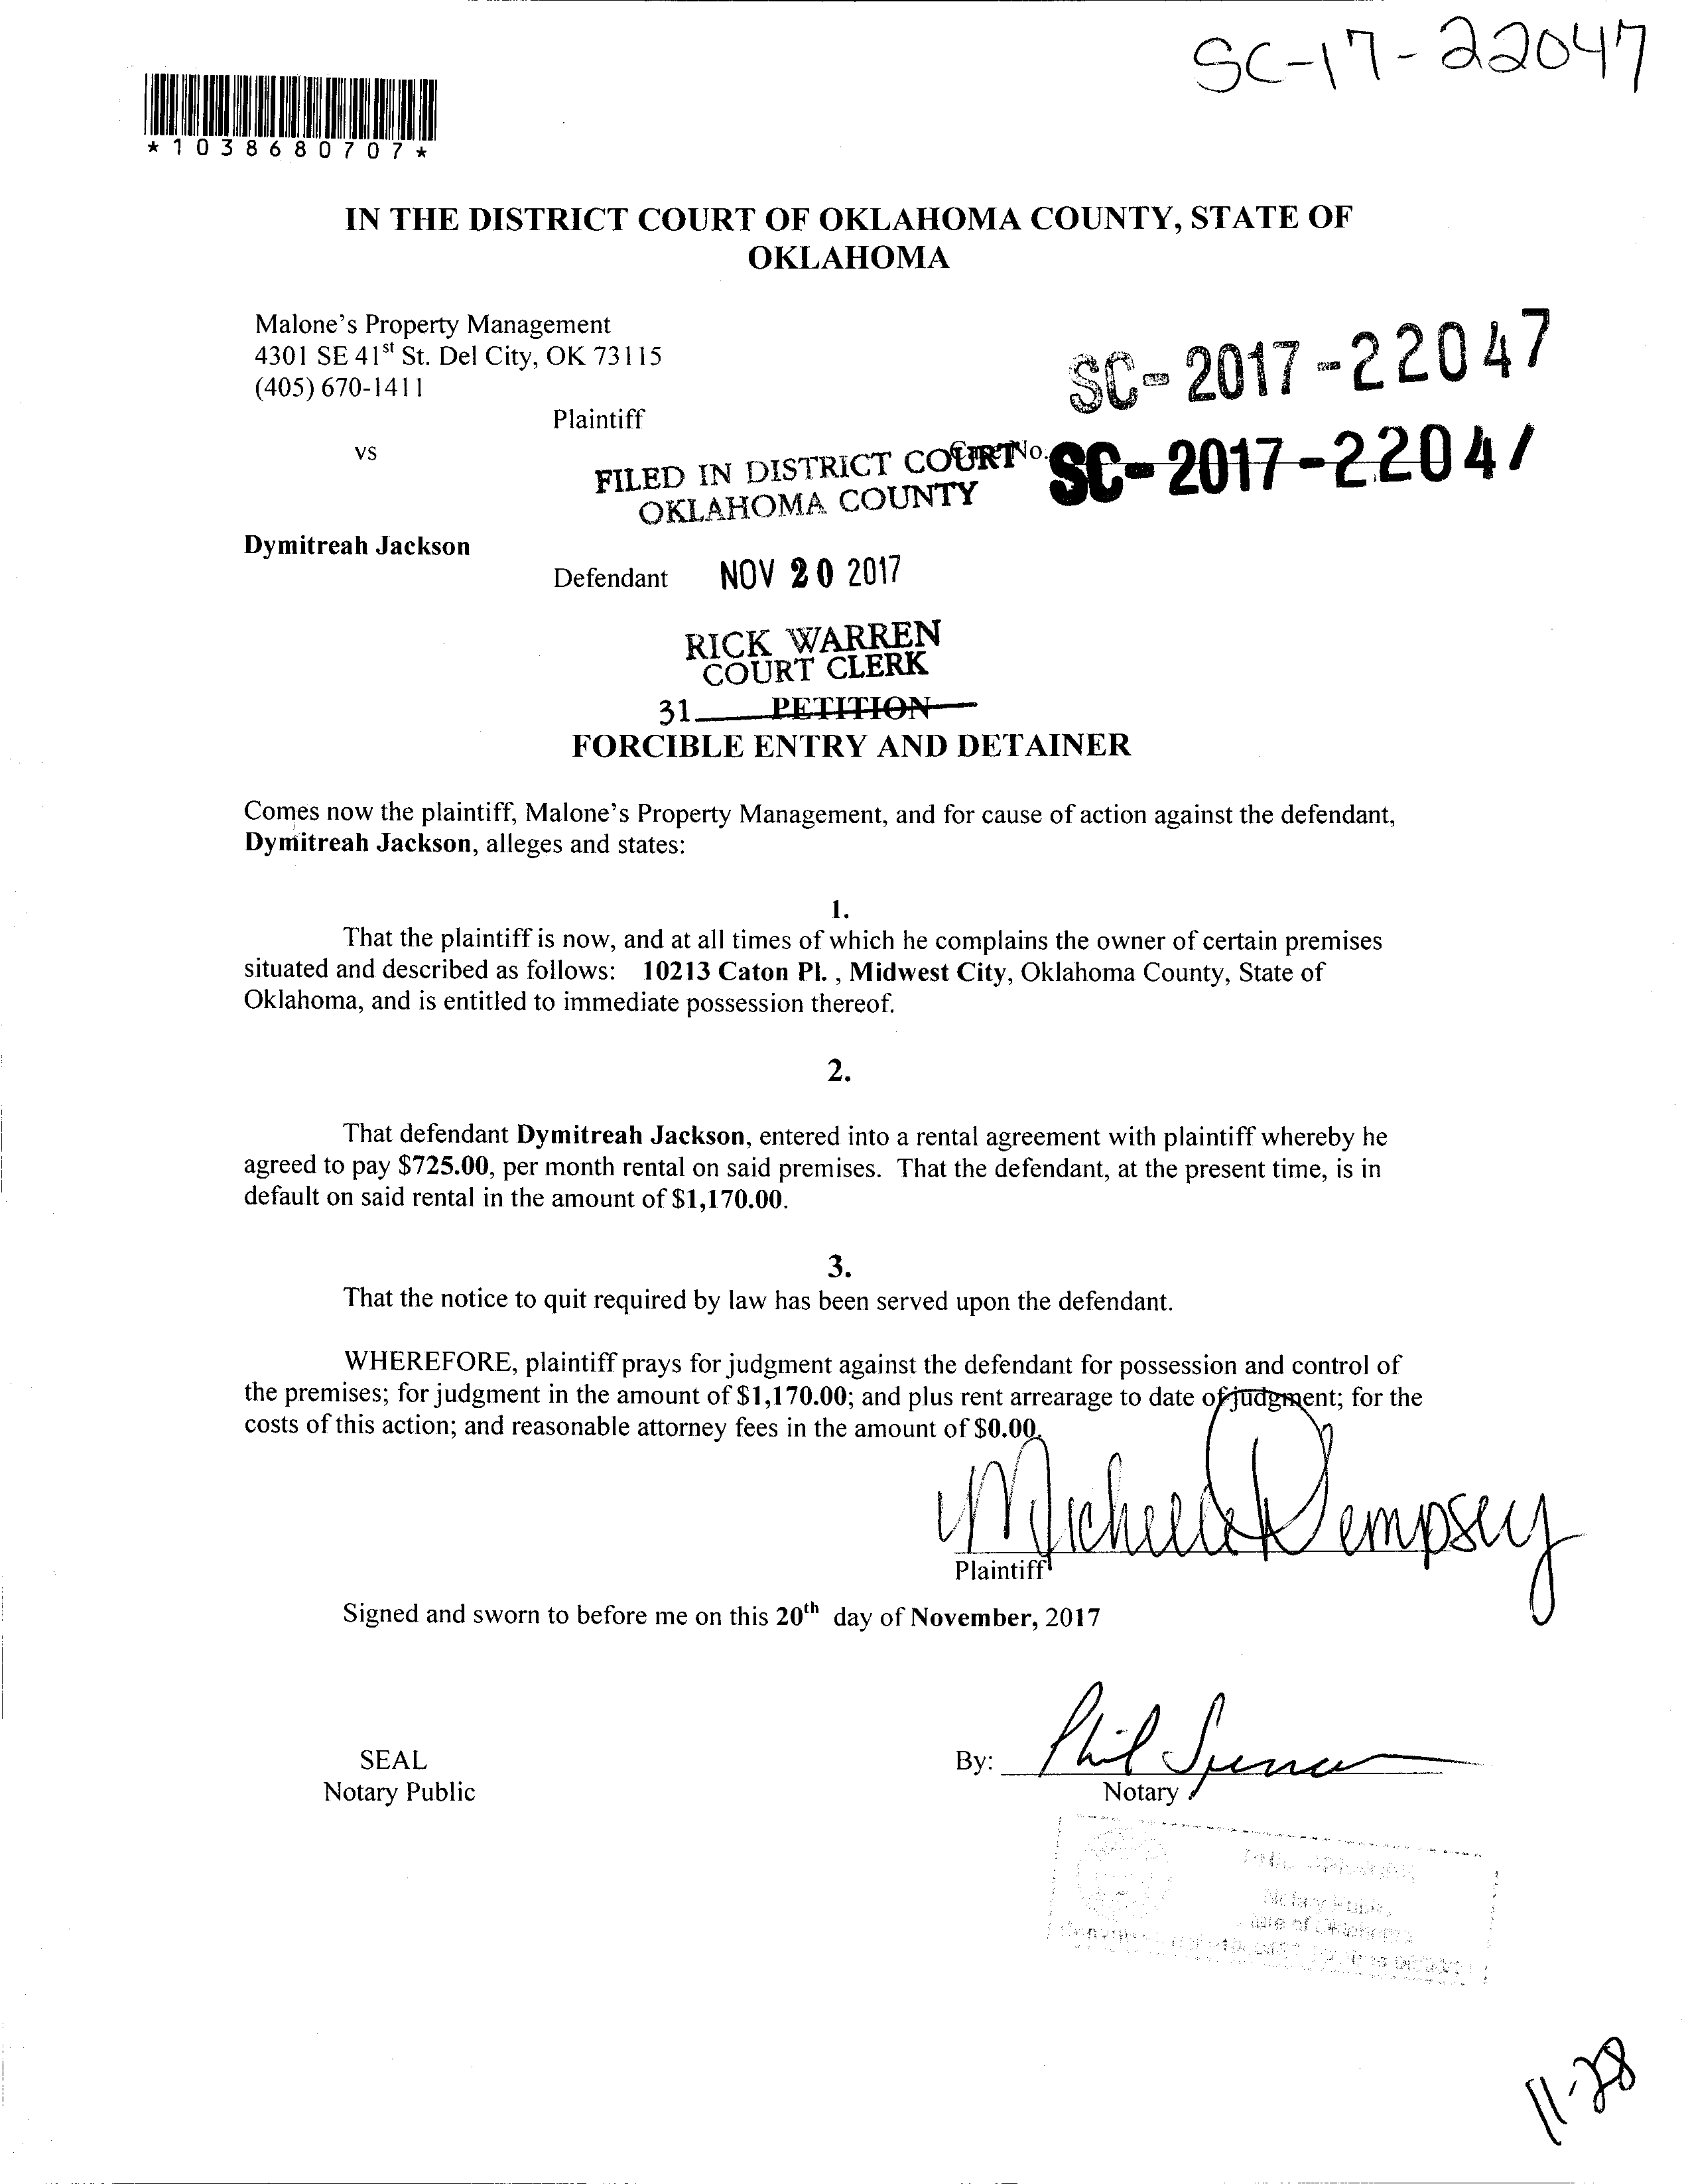 SC-17-22047
*1038680707*
IN THE DISTRICT COURT OF OKLAHOMA COUNTY, STATE OF
OKLAHOMA
Malone's Property Management
4301 SE 41st St. Del City, OK 73115
(405) 670-1411
SC-2017-22047
Plaintiff
vs
No. SC-2017-2204/
FILED IN DISTRICT COURT
OKLAHOMA COUNTY
Dymitreah Jackson
Defendant
NOV 20 2017
RICK WARREN
COURT CLERK
31
PETITION
FORCIBLE ENTRY AND DETAINER
Comes now the plaintiff, Malone's Property Management, and for cause of action against the defendant,
Dymitreah Jackson, alleges and states:
1.
That the plaintiff is now, and at all times of which he complains the owner of certain premises
situated and described as follows: 10213 Caton Pl. , Midwest City, Oklahoma County, State of
Oklahoma, and is entitled to immediate possession thereof.
2.
That defendant Dymitreah Jackson, entered into a rental agreement with plaintiff whereby he
agreed to pay $725.00, per month rental on said premises. That the defendant, at the present time, is in
default on said rental in the amount of $1,170.00.
3.
That the notice to quit required by law has been served upon the defendant.
WHEREFORE, plaintiff prays for judgment against the defendant for possession and control of
the premises; for judgment in the amount of $1,170.00; and plus rent arrearage to date of judgment; for the
costs of this action; and reasonable attorney fees in the amount of $0.00.
Michelle Dempsey
Plaintiff
Signed and sworn to before me on this 20th day of November, 2017
SEAL
Notary Public
By: Phil Spencer
Notary
Notary Public
of Oklahoma
11-28